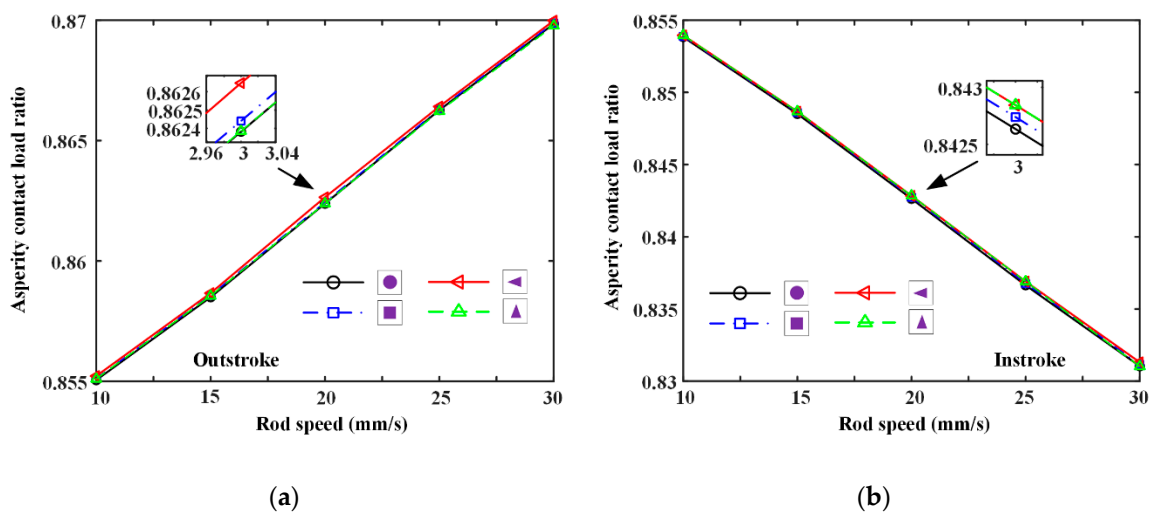 0.87
0.865
0.86
0.855
Asperity contact load ratio
0.8626
0.8625
0.8624
2.96 3 3.04
Outstroke
10 15 20 25 30
Rod speed (mm/s)
(a)
0.855
0.85
0.845
0.84
0.835
0.83
Asperity contact load ratio
0.843
0.8425
3
Instroke
10 15 20 25 30
Rod speed (mm/s)
(b)